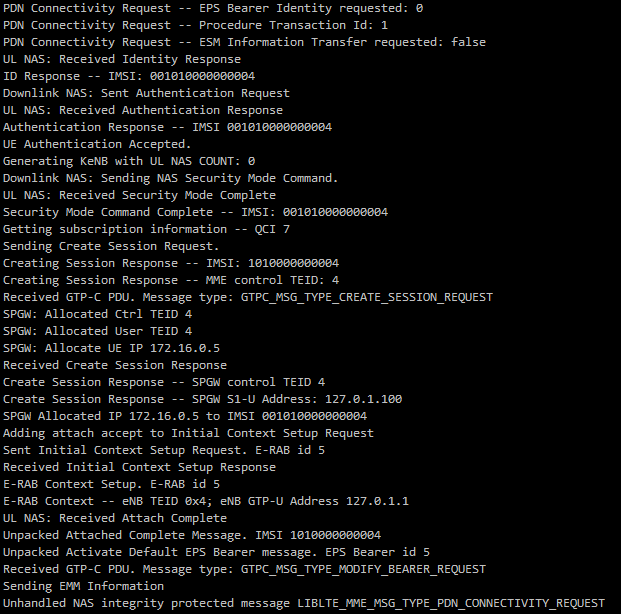 PDN Connectivity Request -- EPS Bearer Identity requested: 0
PDN Connectivity Request -- Procedure Transaction Id: 1
PDN Connectivity Request -- ESM Information Transfer requested: false
UL NAS: Received Identity Response
ID Response -- IMSI: 001010000000004
Downlink NAS: Sent Authentication Request
UL NAS: Received Authentication Response
Authentication Response -- IMSI 001010000000004
UE Authentication Accepted.
Generating KeNB with UL NAS COUNT: 0
Downlink NAS: Sending NAS Security Mode Command.
UL NAS: Received Security Mode Complete
Security Mode Command Complete -- IMSI: 001010000000004
Getting subscription information -- QCI 7
Sending Create Session Request.
Creating Session Response -- IMSI: 1010000000004
Creating Session Response -- MME control TEID: 4
Received GTP-C PDU. Message type: GTPC_MSG_TYPE_CREATE_SESSION_REQUEST
SPGW: Allocated Ctrl TEID 4
SPGW: Allocated User TEID 4
SPGW: Allocate UE IP 172.16.0.5
Received Create Session Response
Create Session Response -- SPGW control TEID 4
Create Session Response -- SPGW S1-U Address: 127.0.1.100
SPGW Allocated IP 172.16.0.5 to IMSI 001010000000004
Adding attach accept to Initial Context Setup Request
Sent Initial Context Setup Request. E-RAB id 5
Received Initial Context Setup Response
E-RAB Context Setup. E-RAB id 5
E-RAB Context -- eNB TEID 0x4; eNB GTP-U Address 127.0.1.1
UL NAS: Received Attach Complete
Unpacked Attached Complete Message. IMSI 1010000000004
Unpacked Activate Default EPS Bearer message. EPS Bearer id 5
Received GTP-C PDU. Message type: GTPC_MSG_TYPE_MODIFY_BEARER_REQUEST
Sending EMM Information
Unhandled NAS integrity protected message LIBLTE_MME_MSG_TYPE_PDN_CONNECTIVITY_REQUEST